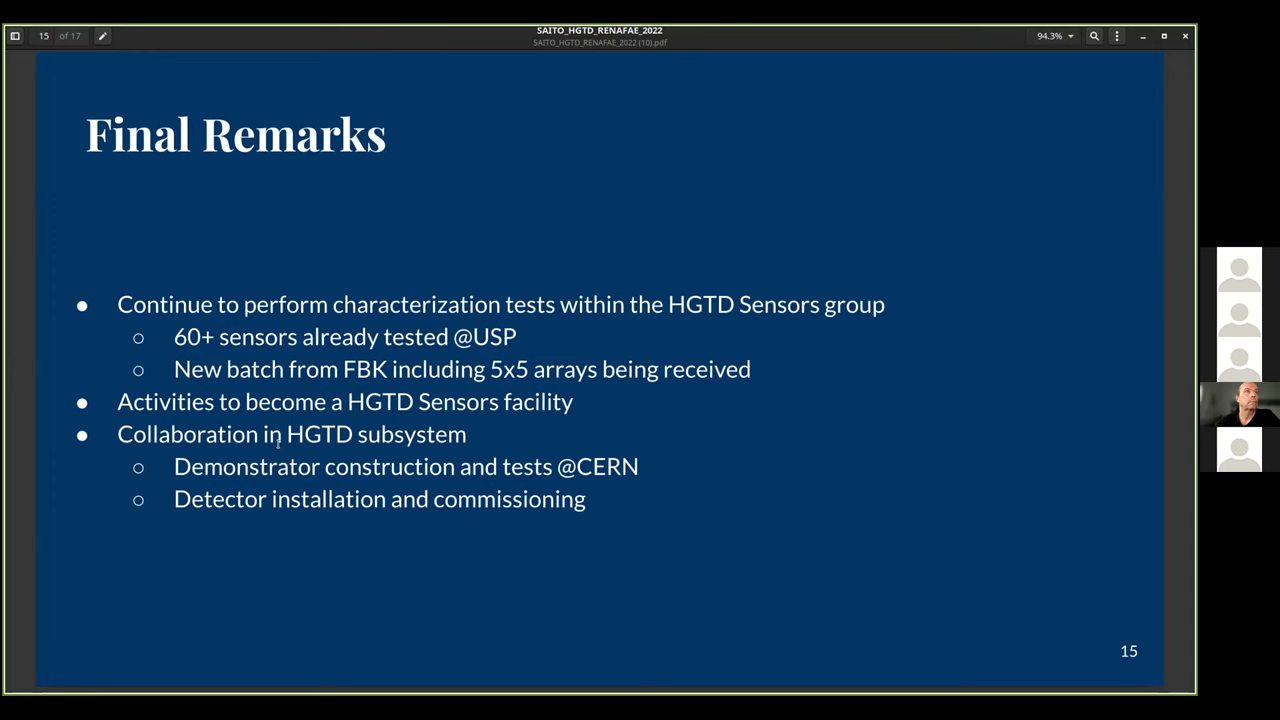 15 of 17
SAITO_HGTD_RENAFAE_2022
SAITO_HGTD_RENAFAE_2022 (10).pdf
94.3%
Final Remarks
● Continue to perform characterization tests within the HGTD Sensors group
○ 60+ sensors already tested @USP
○ New batch from FBK including 5x5 arrays being received
● Activities to become a HGTD Sensors facility
● Collaboration in HGTD subsystem
○ Demonstrator construction and tests @CERN
○ Detector installation and commissioning
15